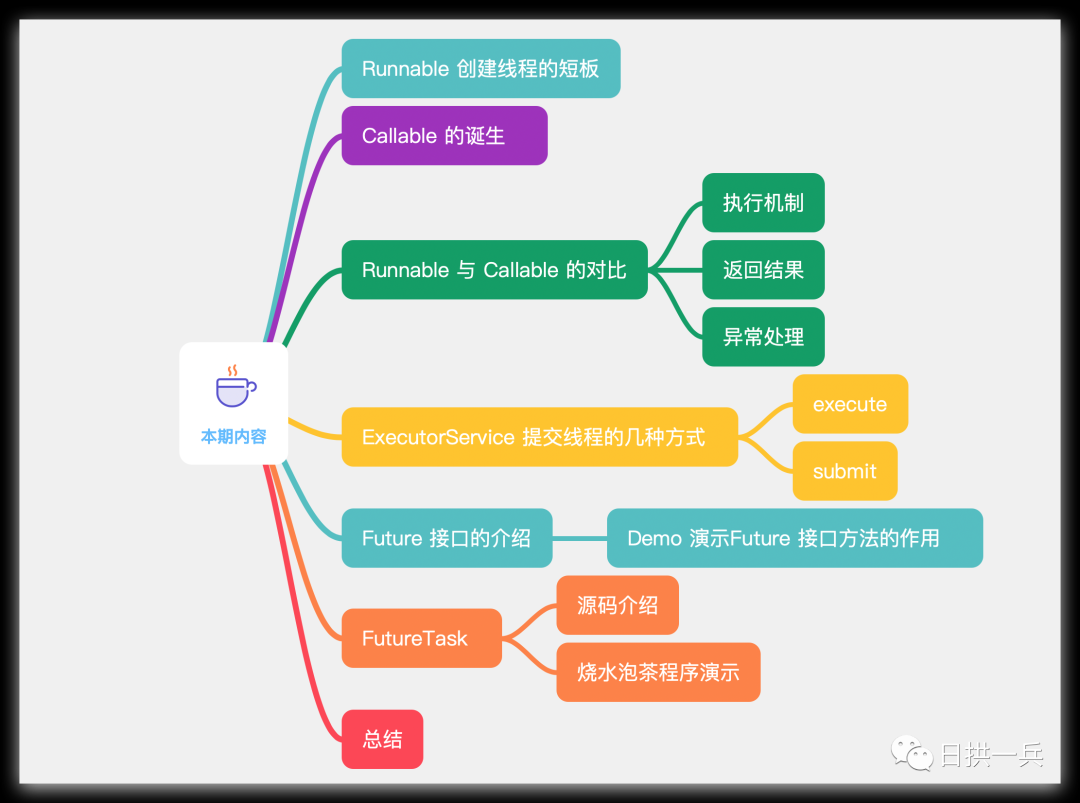 Runnable 创建线程的短板
Callable 的诞生
执行机制
Runnable 与 Callable 的对比
返回结果
异常处理
本期内容
execute
ExecutorService 提交线程的几种方式
submit
Future 接口的介绍
Demo 演示Future 接口方法的作用
源码介绍
FutureTask
烧水泡茶程序演示
总结
日拱一兵